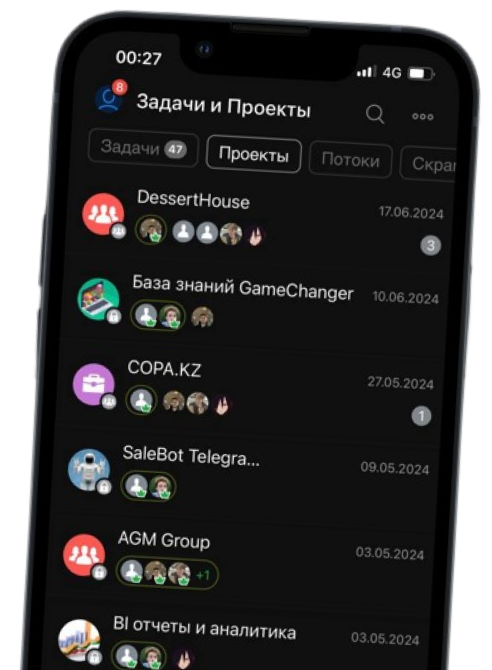 00:27
4G
8
Задачи и Проекты
Задачи 47
Проекты
Потоки
Скрам
DessertHouse
17.06.2024
3
База знаний GameChanger
10.06.2024
COPA.KZ
27.05.2024
1
SaleBot Telegra...
09.05.2024
AGM Group
03.05.2024
+1
BI отчеты и аналитика
03.05.2024